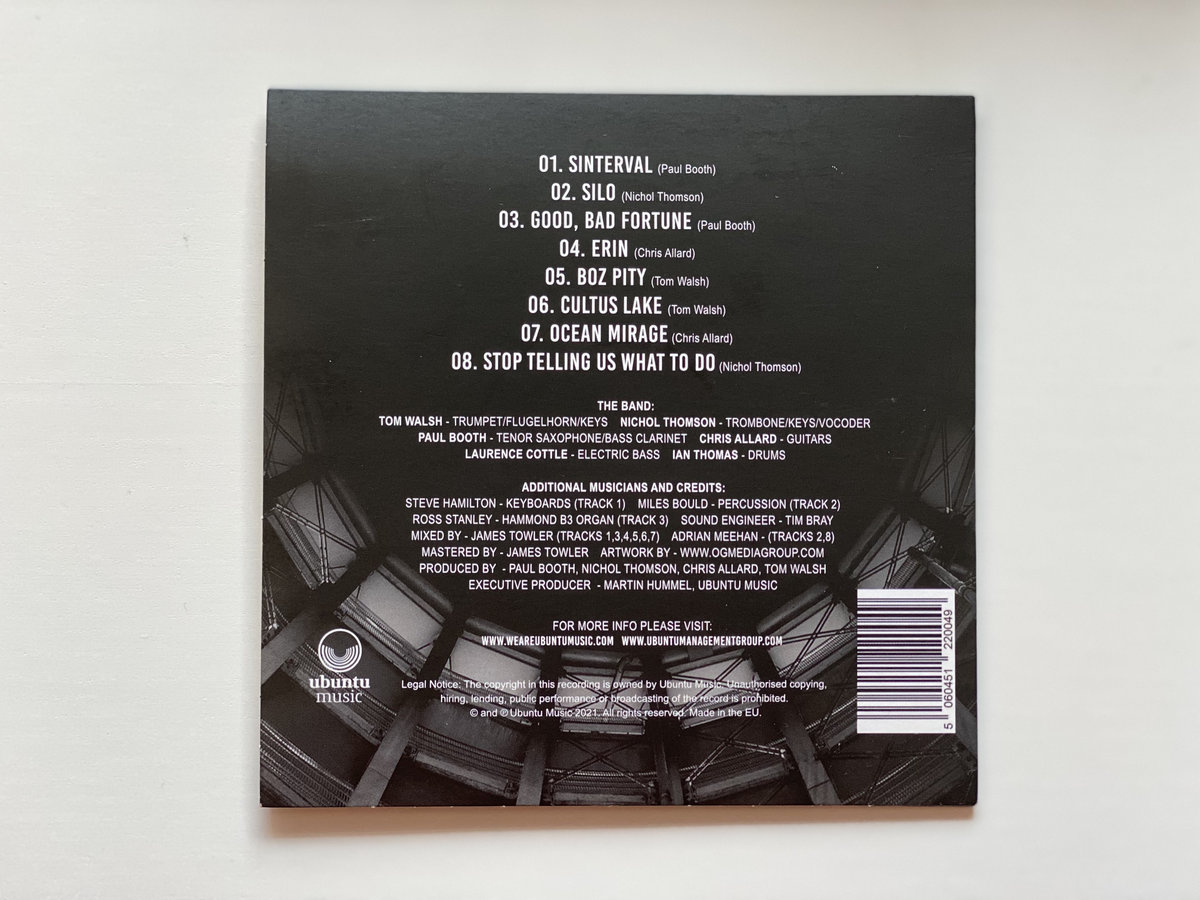 01. SINTERVAL (Paul Booth)
02. SILO (Nichol Thomson)
03. GOOD, BAD FORTUNE (Paul Booth)
04. ERIN (Chris Allard)
05. BOZ PITY (Tom Walsh)
06. CULTUS LAKE (Tom Walsh)
07. OCEAN MIRAGE (Chris Allard)
08. STOP TELLING US WHAT TO DO (Nichol Thomson)
THE BAND:
TOM WALSH - TRUMPET/FLUGELHORN/KEYS NICHOL THOMSON - TROMBONE/KEYS/VOCODER
PAUL BOOTH - TENOR SAXOPHONE/BASS CLARINET CHRIS ALLARD - GUITARS
LAURENCE COTTLE - ELECTRIC BASS IAN THOMAS - DRUMS
ADDITIONAL MUSICIANS AND CREDITS:
STEVE HAMILTON - KEYBOARDS (TRACK 1) MILES BOULD - PERCUSSION (TRACK 2)
ROSS STANLEY - HAMMOND B3 ORGAN (TRACK 3) SOUND ENGINEER - TIM BRAY
MIXED BY - JAMES TOWLER (TRACKS 1,3,4,5,6,7) ADRIAN MEEHAN - (TRACKS 2,8)
MASTERED BY - JAMES TOWLER ARTWORK BY - WWW.OGMEDIAGROUP.COM
PRODUCED BY - PAUL BOOTH, NICHOL THOMSON, CHRIS ALLARD, TOM WALSH
EXECUTIVE PRODUCER - MARTIN HUMMEL, UBUNTU MUSIC
FOR MORE INFO PLEASE VISIT:
WWW.WEAREUBUNTUMUSIC.COM WWW.UBUNTUMANAGEMENTGROUP.COM
ubuntu
music
Legal Notice: The copyright in this recording is owned by Ubuntu Music. Unauthorised copying,
hiring, lending, public performance or broadcasting of the record is prohibited.
© and ℗ Ubuntu Music 2021. All rights reserved. Made in the EU.
5 060451 220049